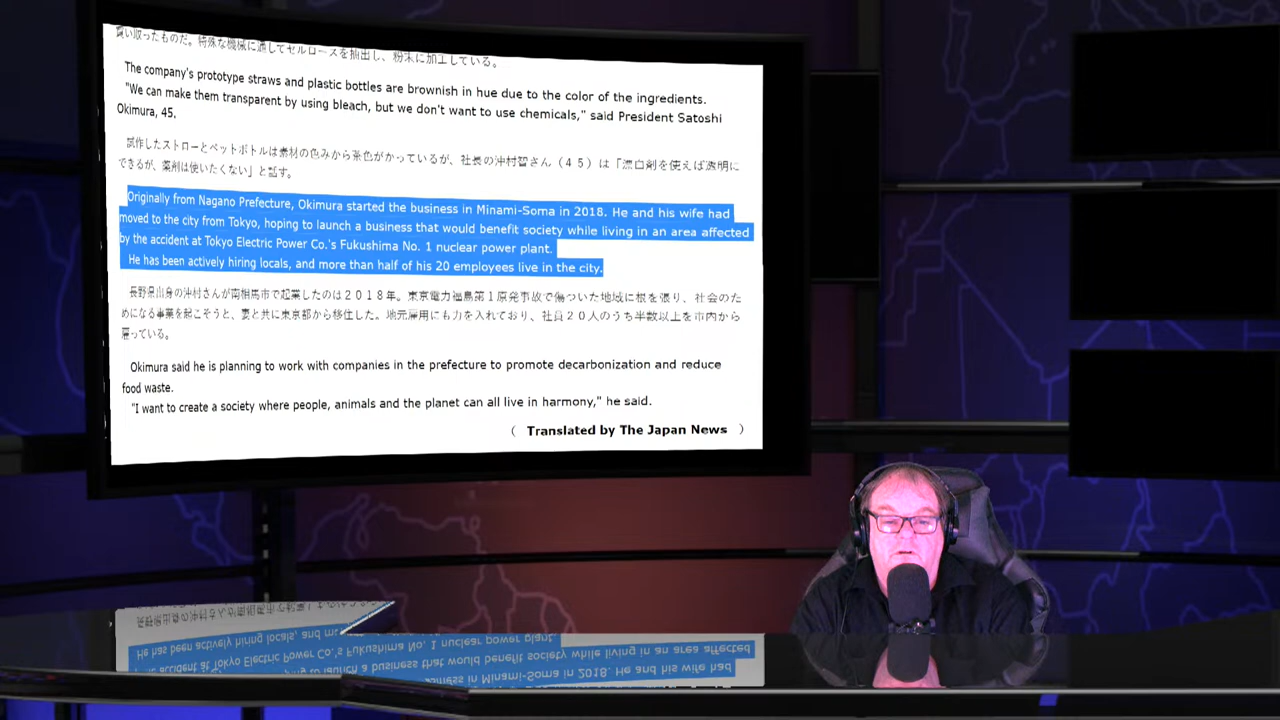 買い取ったものだ。特殊な機械に通してセルロースを抽出し、粉末に加工している。
The company's prototype straws and plastic bottles are brownish in hue due to the color of the ingredients.
"We can make them transparent by using bleach, but we don't want to use chemicals," said President Satoshi
Okimura, 45.
試作したストローとペットボトルは素材の色みから茶色がかっているが、社長の沖村智さん（４５）は「漂白剤を使えば透明に
できるが、薬剤は使いたくない」と話す。
Originally from Nagano Prefecture, Okimura started the business in Minami-Soma in 2018. He and his wife had
moved to the city from Tokyo, hoping to launch a business that would benefit society while living in an area affected
by the accident at Tokyo Electric Power Co.'s Fukushima No. 1 nuclear power plant.
He has been actively hiring locals, and more than half of his 20 employees live in the city.
長野県出身の沖村さんが南相馬市で起業したのは２０１８年。東京電力福島第１原発事故で傷ついた地域に根を張り、社会のた
めになる事業を起こそうと、妻と共に東京都から移住した。地元雇用にも力を入れており、社員２０人のうち半数以上を市内から
雇っている。
Okimura said he is planning to work with companies in the prefecture to promote decarbonization and reduce
food waste.
"I want to create a society where people, animals and the planet can all live in harmony," he said.
（ Translated by The Japan News ）